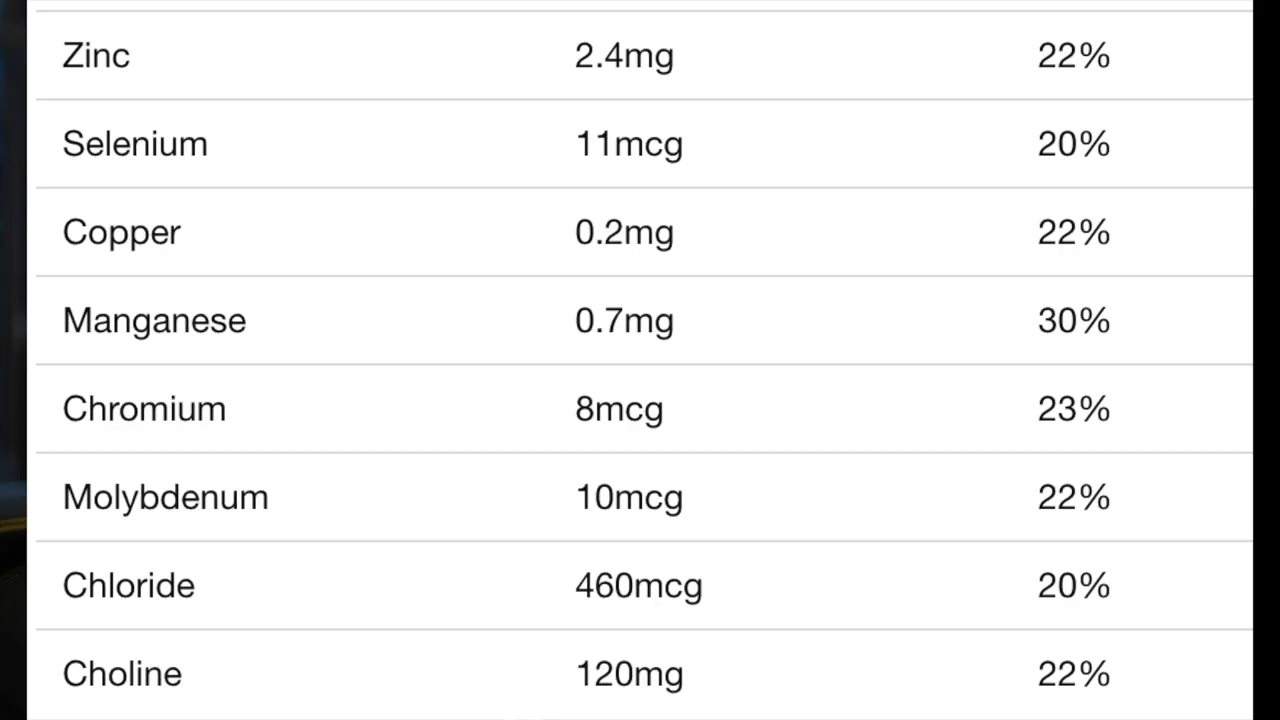 Zinc 2.4mg 22%
Selenium 11mcg 20%
Copper 0.2mg 22%
Manganese 0.7mg 30%
Chromium 8mcg 23%
Molybdenum 10mcg 22%
Chloride 460mcg 20%
Choline 120mg 22%